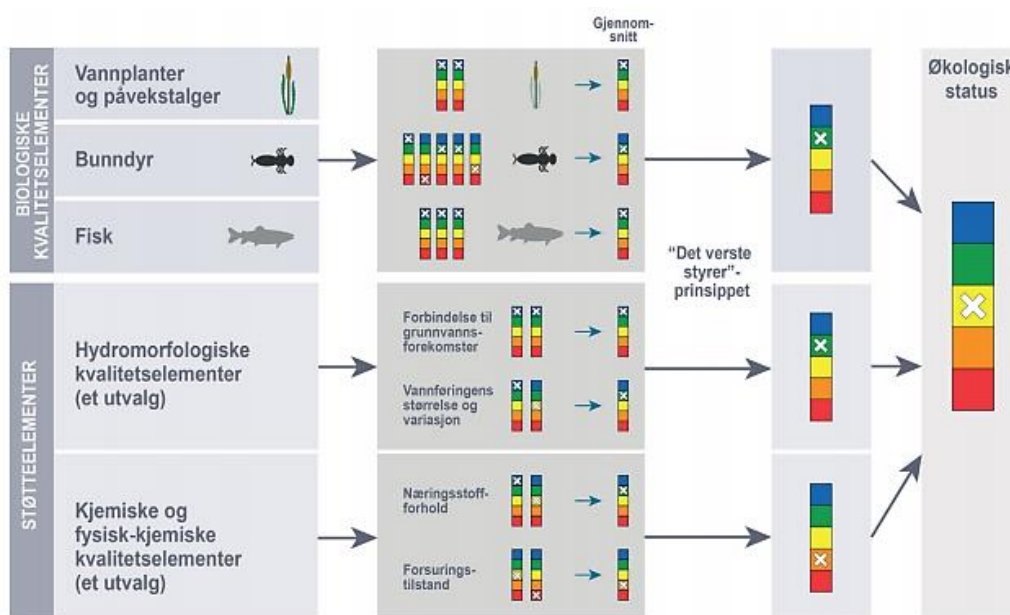 BIOLOGISKE
KVALITETSELEMENTER
Vannplanter
og påvekstalger
Bunndyr
Fisk
Gjennom-
snitt
"Det verste
styrer"-
prinsippet
Økologisk
status
STØTTEELEMENTER
Hydromorfologiske
kvalitetselementer
(et utvalg)
Forbindelse til
grunnvanns-
forekomster
Vannføringens
størrelse og
variasjon
Kjemiske og
fysisk-kjemiske
kvalitetselementer
(et utvalg)
Næringsstoff-
forhold
Forsurings-
tilstand